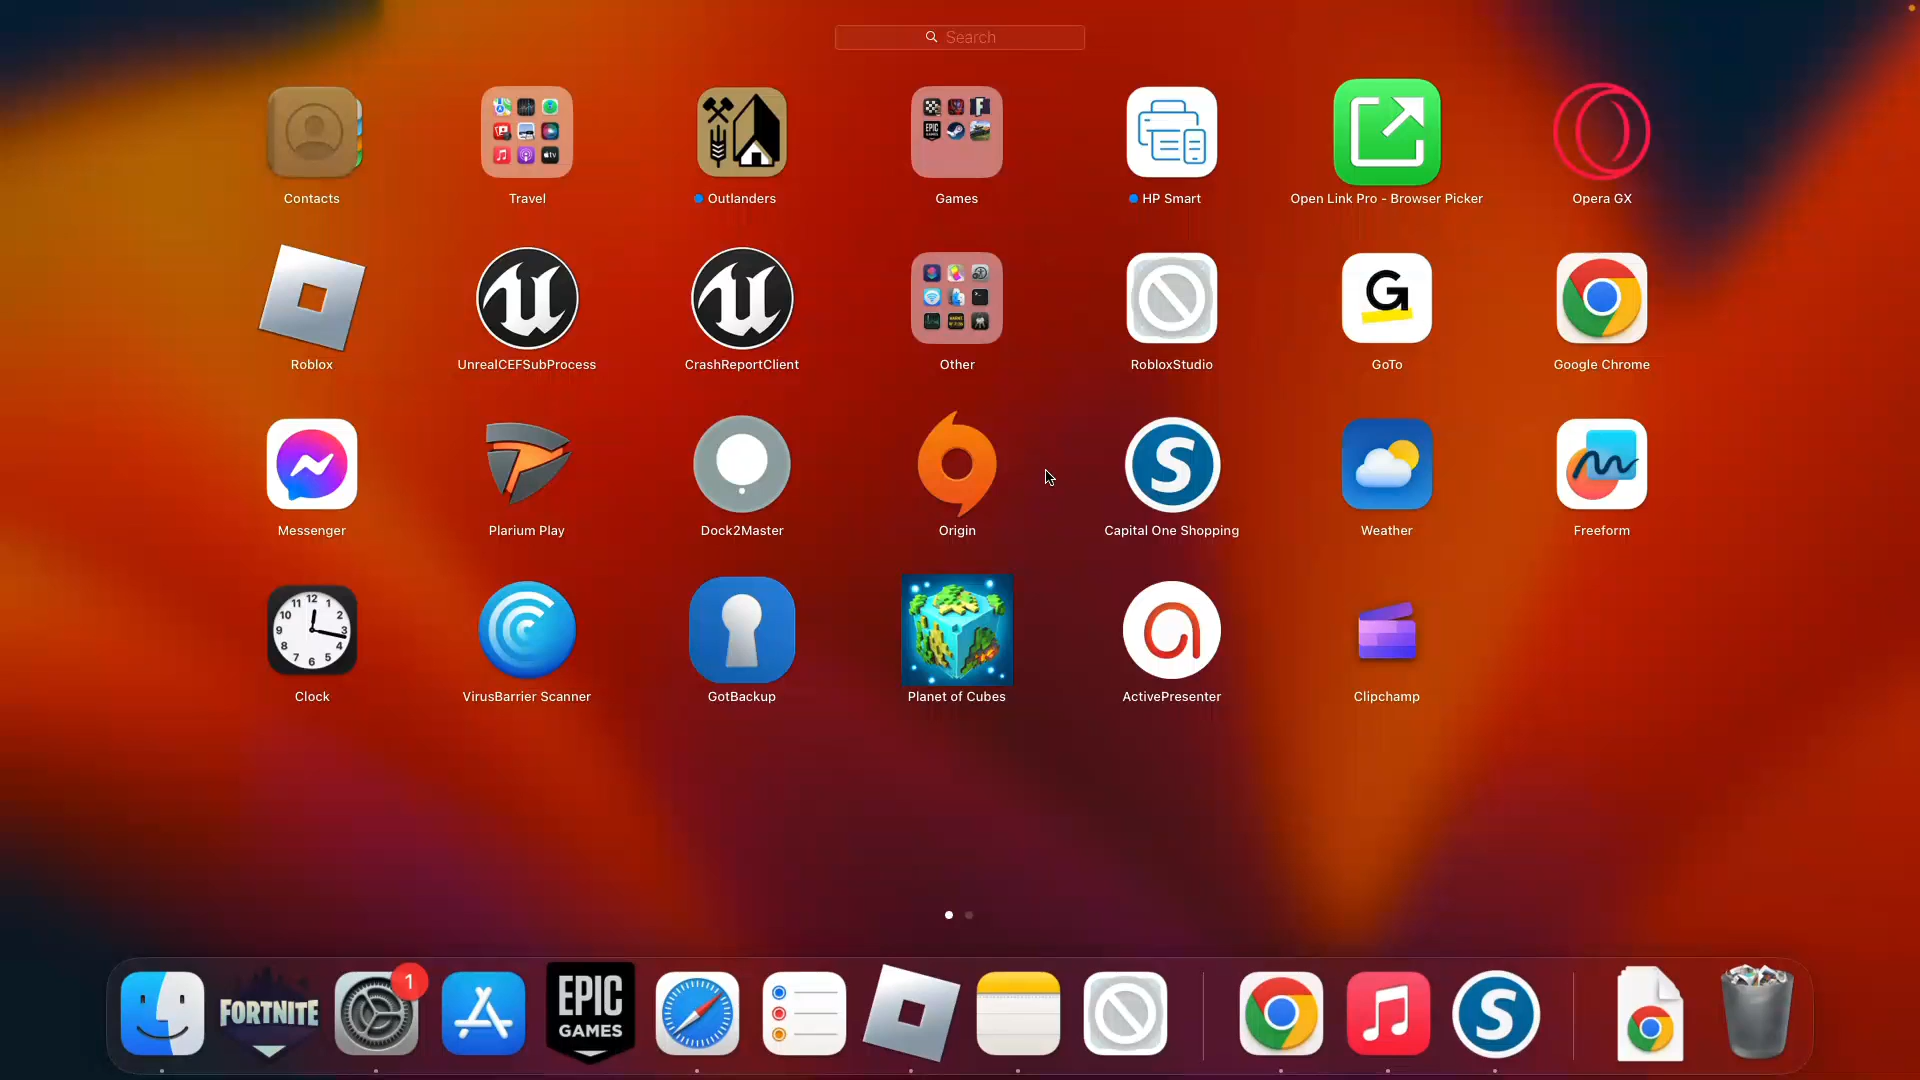 Search
Contacts
Travel
Outlanders
Games
HP Smart
Open Link Pro - Browser Picker
Opera GX
Roblox
UnrealCEFSubProcess
CrashReportClient
Other
RobloxStudio
GoTo
Google Chrome
Messenger
Plarium Play
Dock2Master
Origin
Capital One Shopping
Weather
Freeform
Clock
VirusBarrier Scanner
GotBackup
Planet of Cubes
ActivePresenter
Clipchamp
FORTNITE
1
EPIC
GAMES